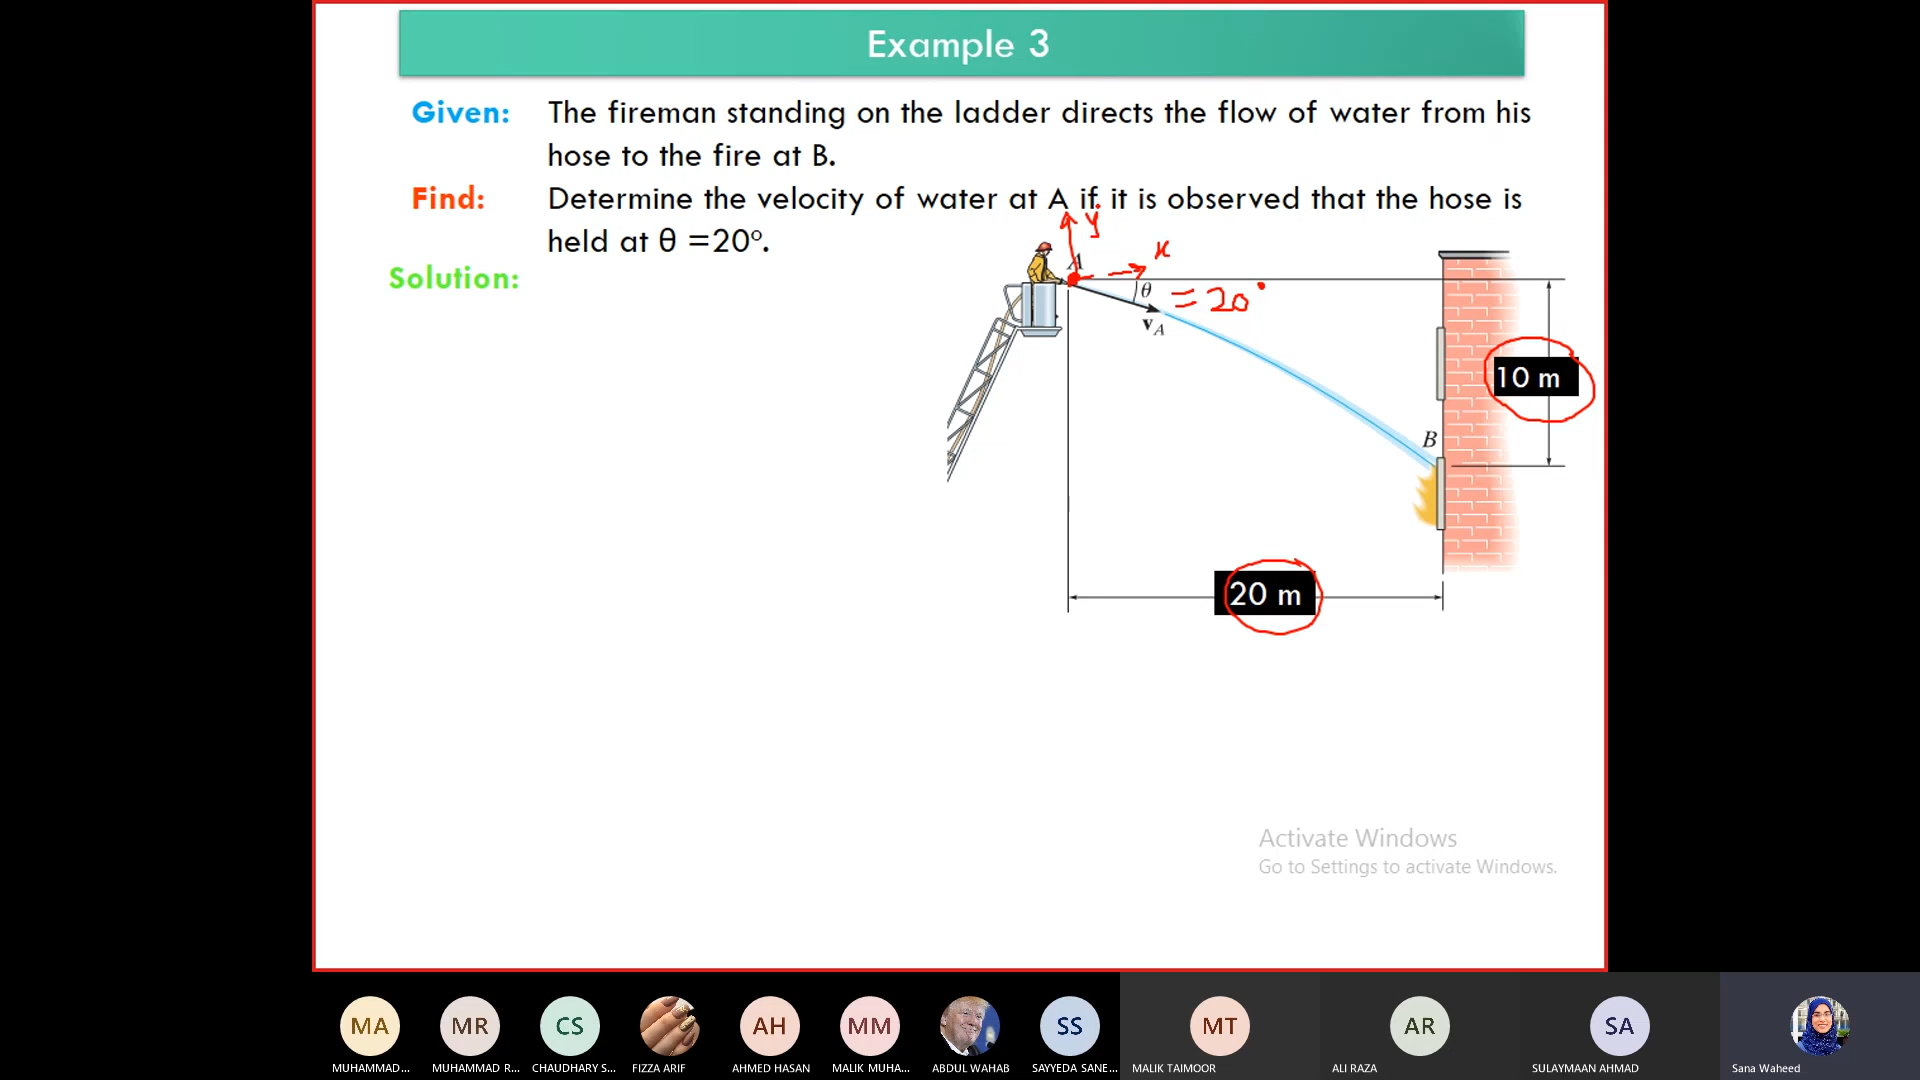 Example 3
Given: The fireman standing on the ladder directs the flow of water from his
hose to the fire at B.
Find: Determine the velocity of water at A if it is observed that the hose is
held at θ =20°.
Solution:
y
x
A
θ = 20°
v_A
10 m
B
20 m
Activate Windows
Go to Settings to activate Windows.
MA MR CS AH MM SS MT AR SA
MUHAMMAD... MUHAMMAD R... CHAUDHARY S... FIZZA ARIF AHMED HASAN MALIK MUHA... ABDUL WAHAB SAYYEDA SANE... MALIK TAIMOOR ALI RAZA SULAYMAAN AHMAD Sana Waheed